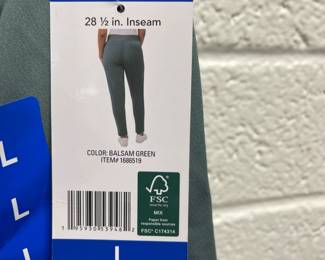 28 ½ in. Inseam
COLOR: BALSAM GREEN
ITEM# 1686519
FSC
MIX
Paper from
responsible sources
FSC® C174314
L
L
L
L